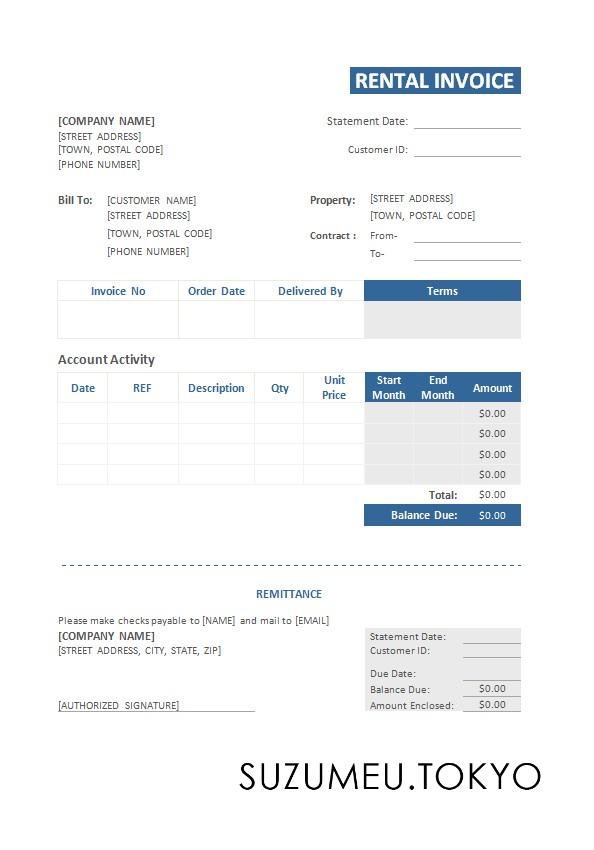 RENTAL INVOICE
[COMPANY NAME]
[STREET ADDRESS]
[TOWN, POSTAL CODE]
[PHONE NUMBER]
Statement Date:
Customer ID:
Bill To: [CUSTOMER NAME]
[STREET ADDRESS]
[TOWN, POSTAL CODE]
[PHONE NUMBER]
Property: [STREET ADDRESS]
[TOWN, POSTAL CODE]
Contract : From-
To-
Invoice No Order Date Delivered By Terms
Account Activity
Date REF Description Qty Unit Price Start Month End Month Amount
$0.00
$0.00
$0.00
$0.00
Total: $0.00
Balance Due: $0.00
REMITTANCE
Please make checks payable to [NAME] and mail to [EMAIL]
[COMPANY NAME]
[STREET ADDRESS, CITY, STATE, ZIP]
[AUTHORIZED SIGNATURE]
Statement Date:
Customer ID:
Due Date:
Balance Due: $0.00
Amount Enclosed: $0.00
SUZUMEU.TOKYO